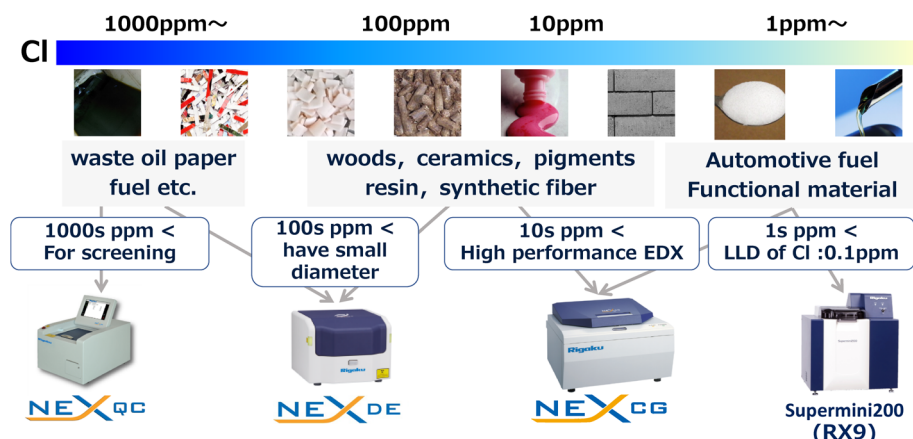 1000ppm～
100ppm
10ppm
1ppm～
Cl
waste oil paper
fuel etc.
woods, ceramics, pigments
resin, synthetic fiber
Automotive fuel
Functional material
1000s ppm <
For screening
100s ppm <
have small
diameter
10s ppm <
High performance EDX
1s ppm <
LLD of Cl :0.1ppm
Rigaku
Rigaku
Rigaku
Rigaku
NEX QC
NEX DE
NEX CG
Supermini200
(RX9)